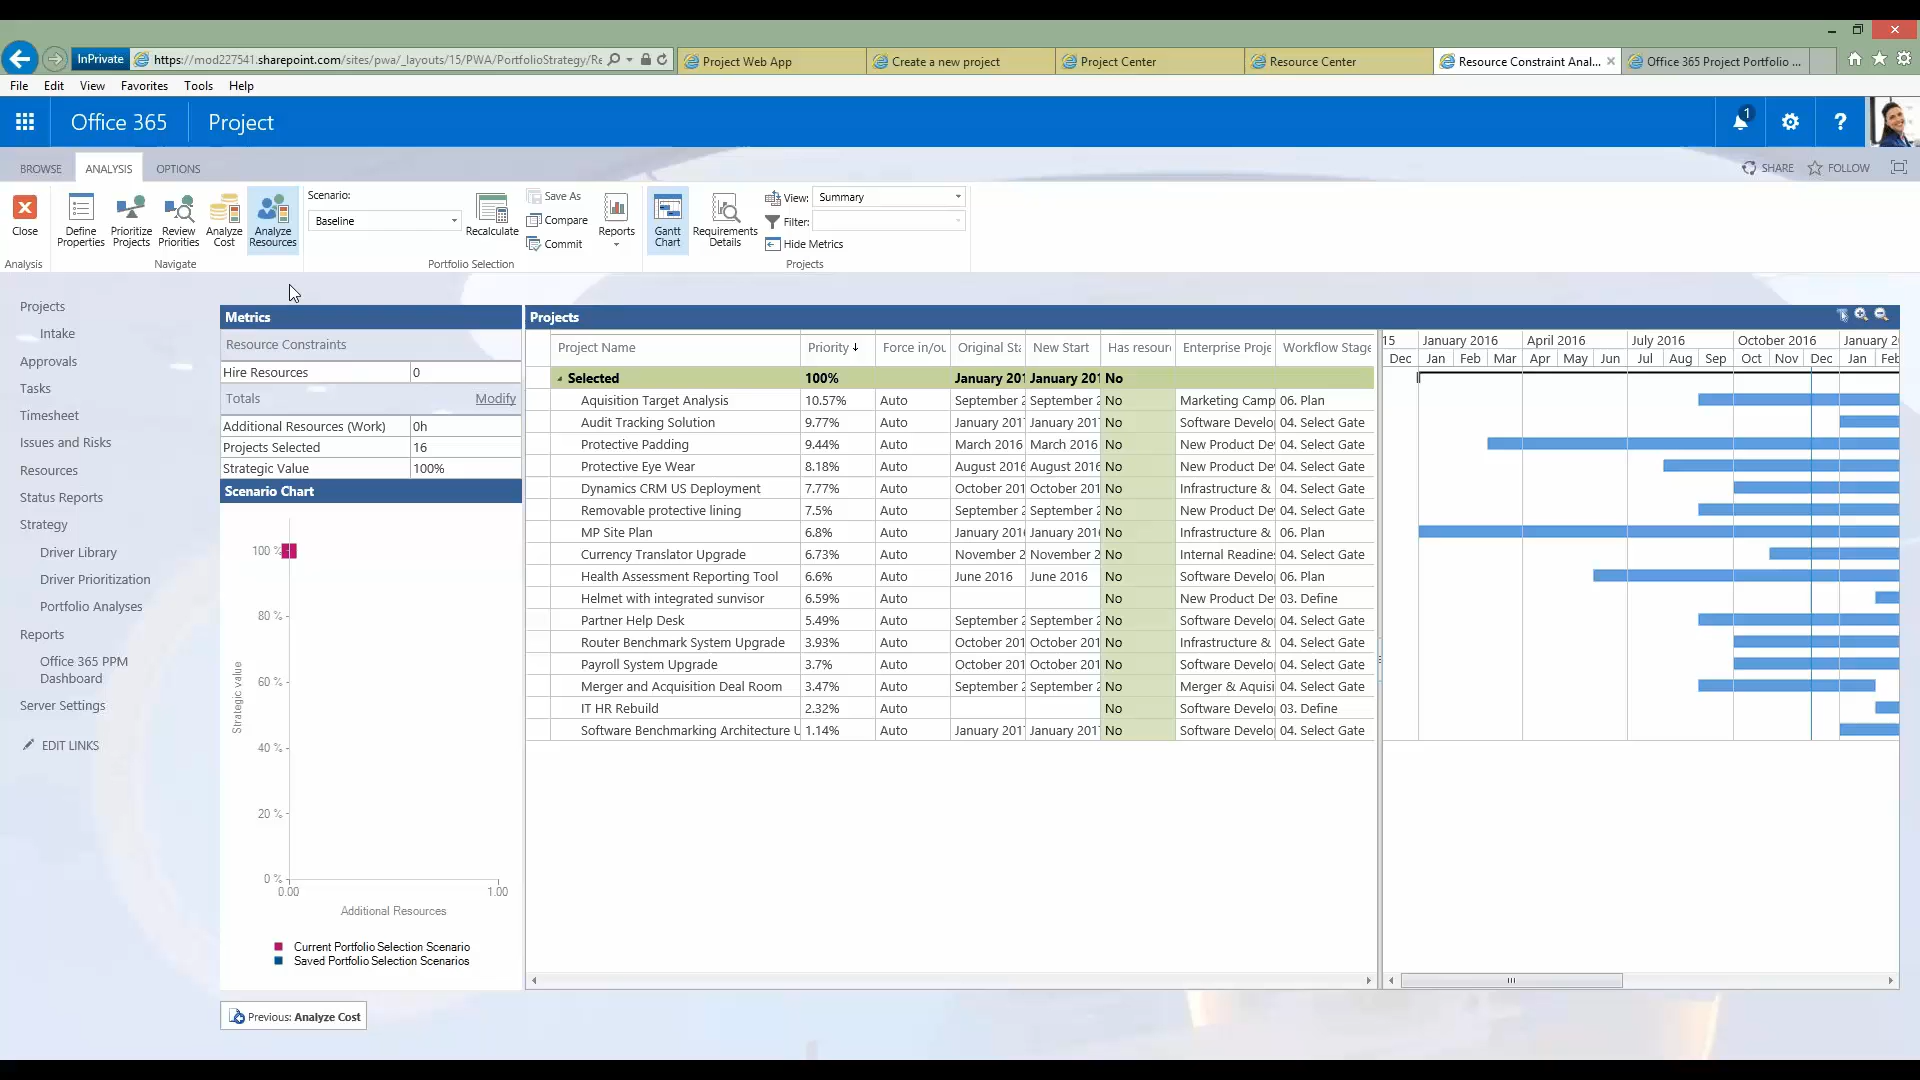 InPrivate
https://mod227541.sharepoint.com/sites/pwa/_layouts/15/PWA/PortfolioStrategy/Re
Project Web App
Create a new project
Project Center
Resource Center
Resource Constraint Anal...
Office 365 Project Portfolio ...
File Edit View Favorites Tools Help
Office 365 Project
1
?
BROWSE ANALYSIS OPTIONS
SHARE FOLLOW
Close
Analysis
Define Properties
Prioritize Projects
Review Priorities
Analyze Cost
Analyze Resources
Navigate
Scenario:
Baseline
Recalculate
Save As
Compare
Commit
Reports
Portfolio Selection
Gantt Chart
Requirements Details
View: Summary
Filter:
Hide Metrics
Projects
Projects
Intake
Approvals
Tasks
Timesheet
Issues and Risks
Resources
Status Reports
Strategy
Driver Library
Driver Prioritization
Portfolio Analyses
Reports
Office 365 PPM
Dashboard
Server Settings
EDIT LINKS
Metrics
Resource Constraints
Hire Resources 0
Totals Modify
Additional Resources (Work) 0h
Projects Selected 16
Strategic Value 100%
Scenario Chart
100 %
80 %
60 %
40 %
20 %
0 %
Strategic value
0.00 1.00
Additional Resources
Current Portfolio Selection Scenario
Saved Portfolio Selection Scenarios
Previous: Analyze Cost
Projects
Project Name Priority Force in/ou Original Sta New Start Has resourc Enterprise Proje Workflow Stage
Selected 100% January 201 January 201 No
Aquisition Target Analysis 10.57% Auto September 2 September 2 No Marketing Camp 06. Plan
Audit Tracking Solution 9.77% Auto January 2017 January 2017 No Software Develo 04. Select Gate
Protective Padding 9.44% Auto March 2016 March 2016 No New Product De 04. Select Gate
Protective Eye Wear 8.18% Auto August 2016 August 2016 No New Product De 04. Select Gate
Dynamics CRM US Deployment 7.77% Auto October 201 October 201 No Infrastructure & 04. Select Gate
Removable protective lining 7.5% Auto September 2 September 2 No New Product De 04. Select Gate
MP Site Plan 6.8% Auto January 2016 January 2016 No Infrastructure & 06. Plan
Currency Translator Upgrade 6.73% Auto November 2 November 2 No Internal Readine 04. Select Gate
Health Assessment Reporting Tool 6.6% Auto June 2016 June 2016 No Software Develo 06. Plan
Helmet with integrated sunvisor 6.59% Auto No New Product De 03. Define
Partner Help Desk 5.49% Auto September 2 September 2 No Software Develo 04. Select Gate
Router Benchmark System Upgrade 3.93% Auto October 201 October 201 No Infrastructure & 04. Select Gate
Payroll System Upgrade 3.7% Auto October 201 October 201 No Software Develo 04. Select Gate
Merger and Acquisition Deal Room 3.47% Auto September 2 September 2 No Merger & Aquisi 04. Select Gate
IT HR Rebuild 2.32% Auto No Software Develo 03. Define
Software Benchmarking Architecture U 1.14% Auto January 2017 January 2017 No Software Develo 04. Select Gate
15 January 2016 April 2016 July 2016 October 2016 January 2
Dec Jan Feb Mar Apr May Jun Jul Aug Sep Oct Nov Dec Jan Feb